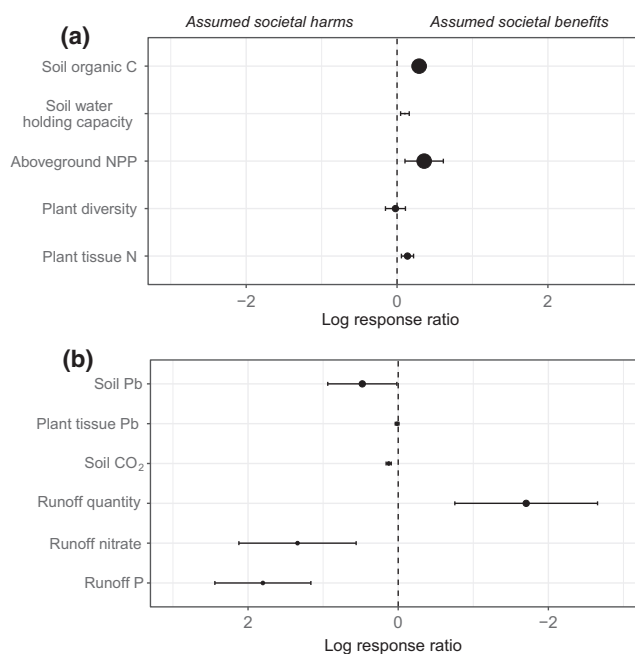 Assumed societal harms Assumed societal benefits
(a)
Soil organic C
Soil water
holding capacity
Aboveground NPP
Plant diversity
Plant tissue N
−2 0 2
Log response ratio
(b)
Soil Pb
Plant tissue Pb
Soil CO₂
Runoff quantity
Runoff nitrate
Runoff P
2 0 −2
Log response ratio